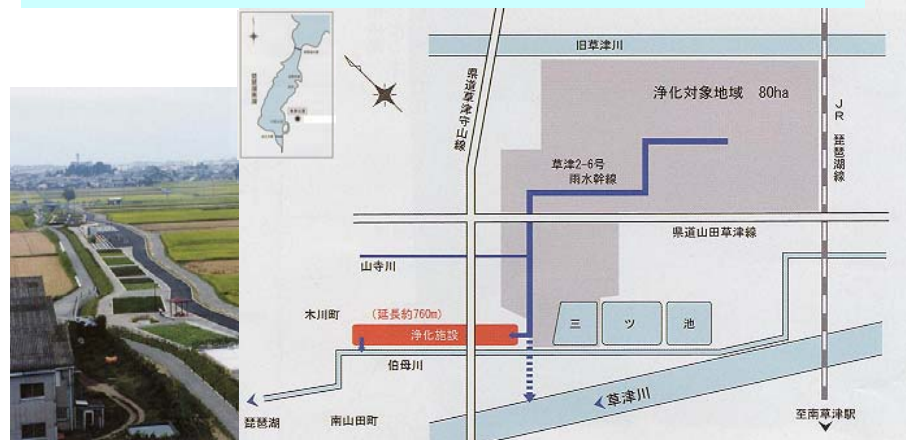 旧草津川
浄化対象地域 80ha
県道草津守山線
JR 琵琶湖線
草津2-6号
雨水幹線
県道山田草津線
山寺川
木川町
(延長約760m)
浄化施設
三
ツ
池
伯母川
草津川
琵琶湖
南山田町
至南草津駅